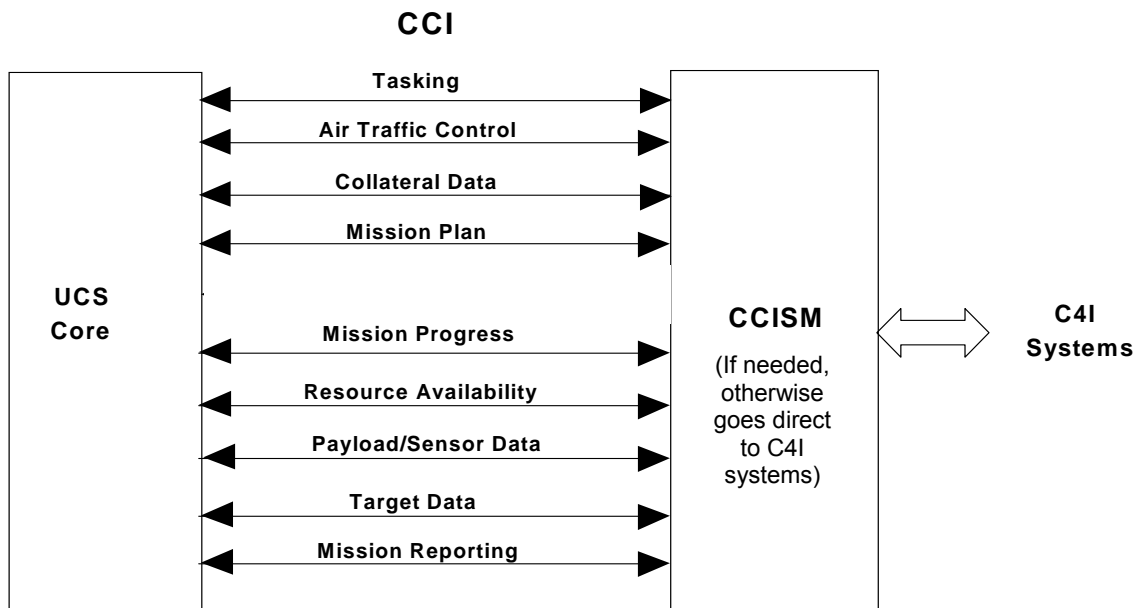 CCI
Tasking
Air Traffic Control
Collateral Data
Mission Plan
UCS
Core
Mission Progress
Resource Availability
Payload/Sensor Data
Target Data
Mission Reporting
CCISM
(If needed,
otherwise
goes direct
to C4I
systems)
C4I
Systems